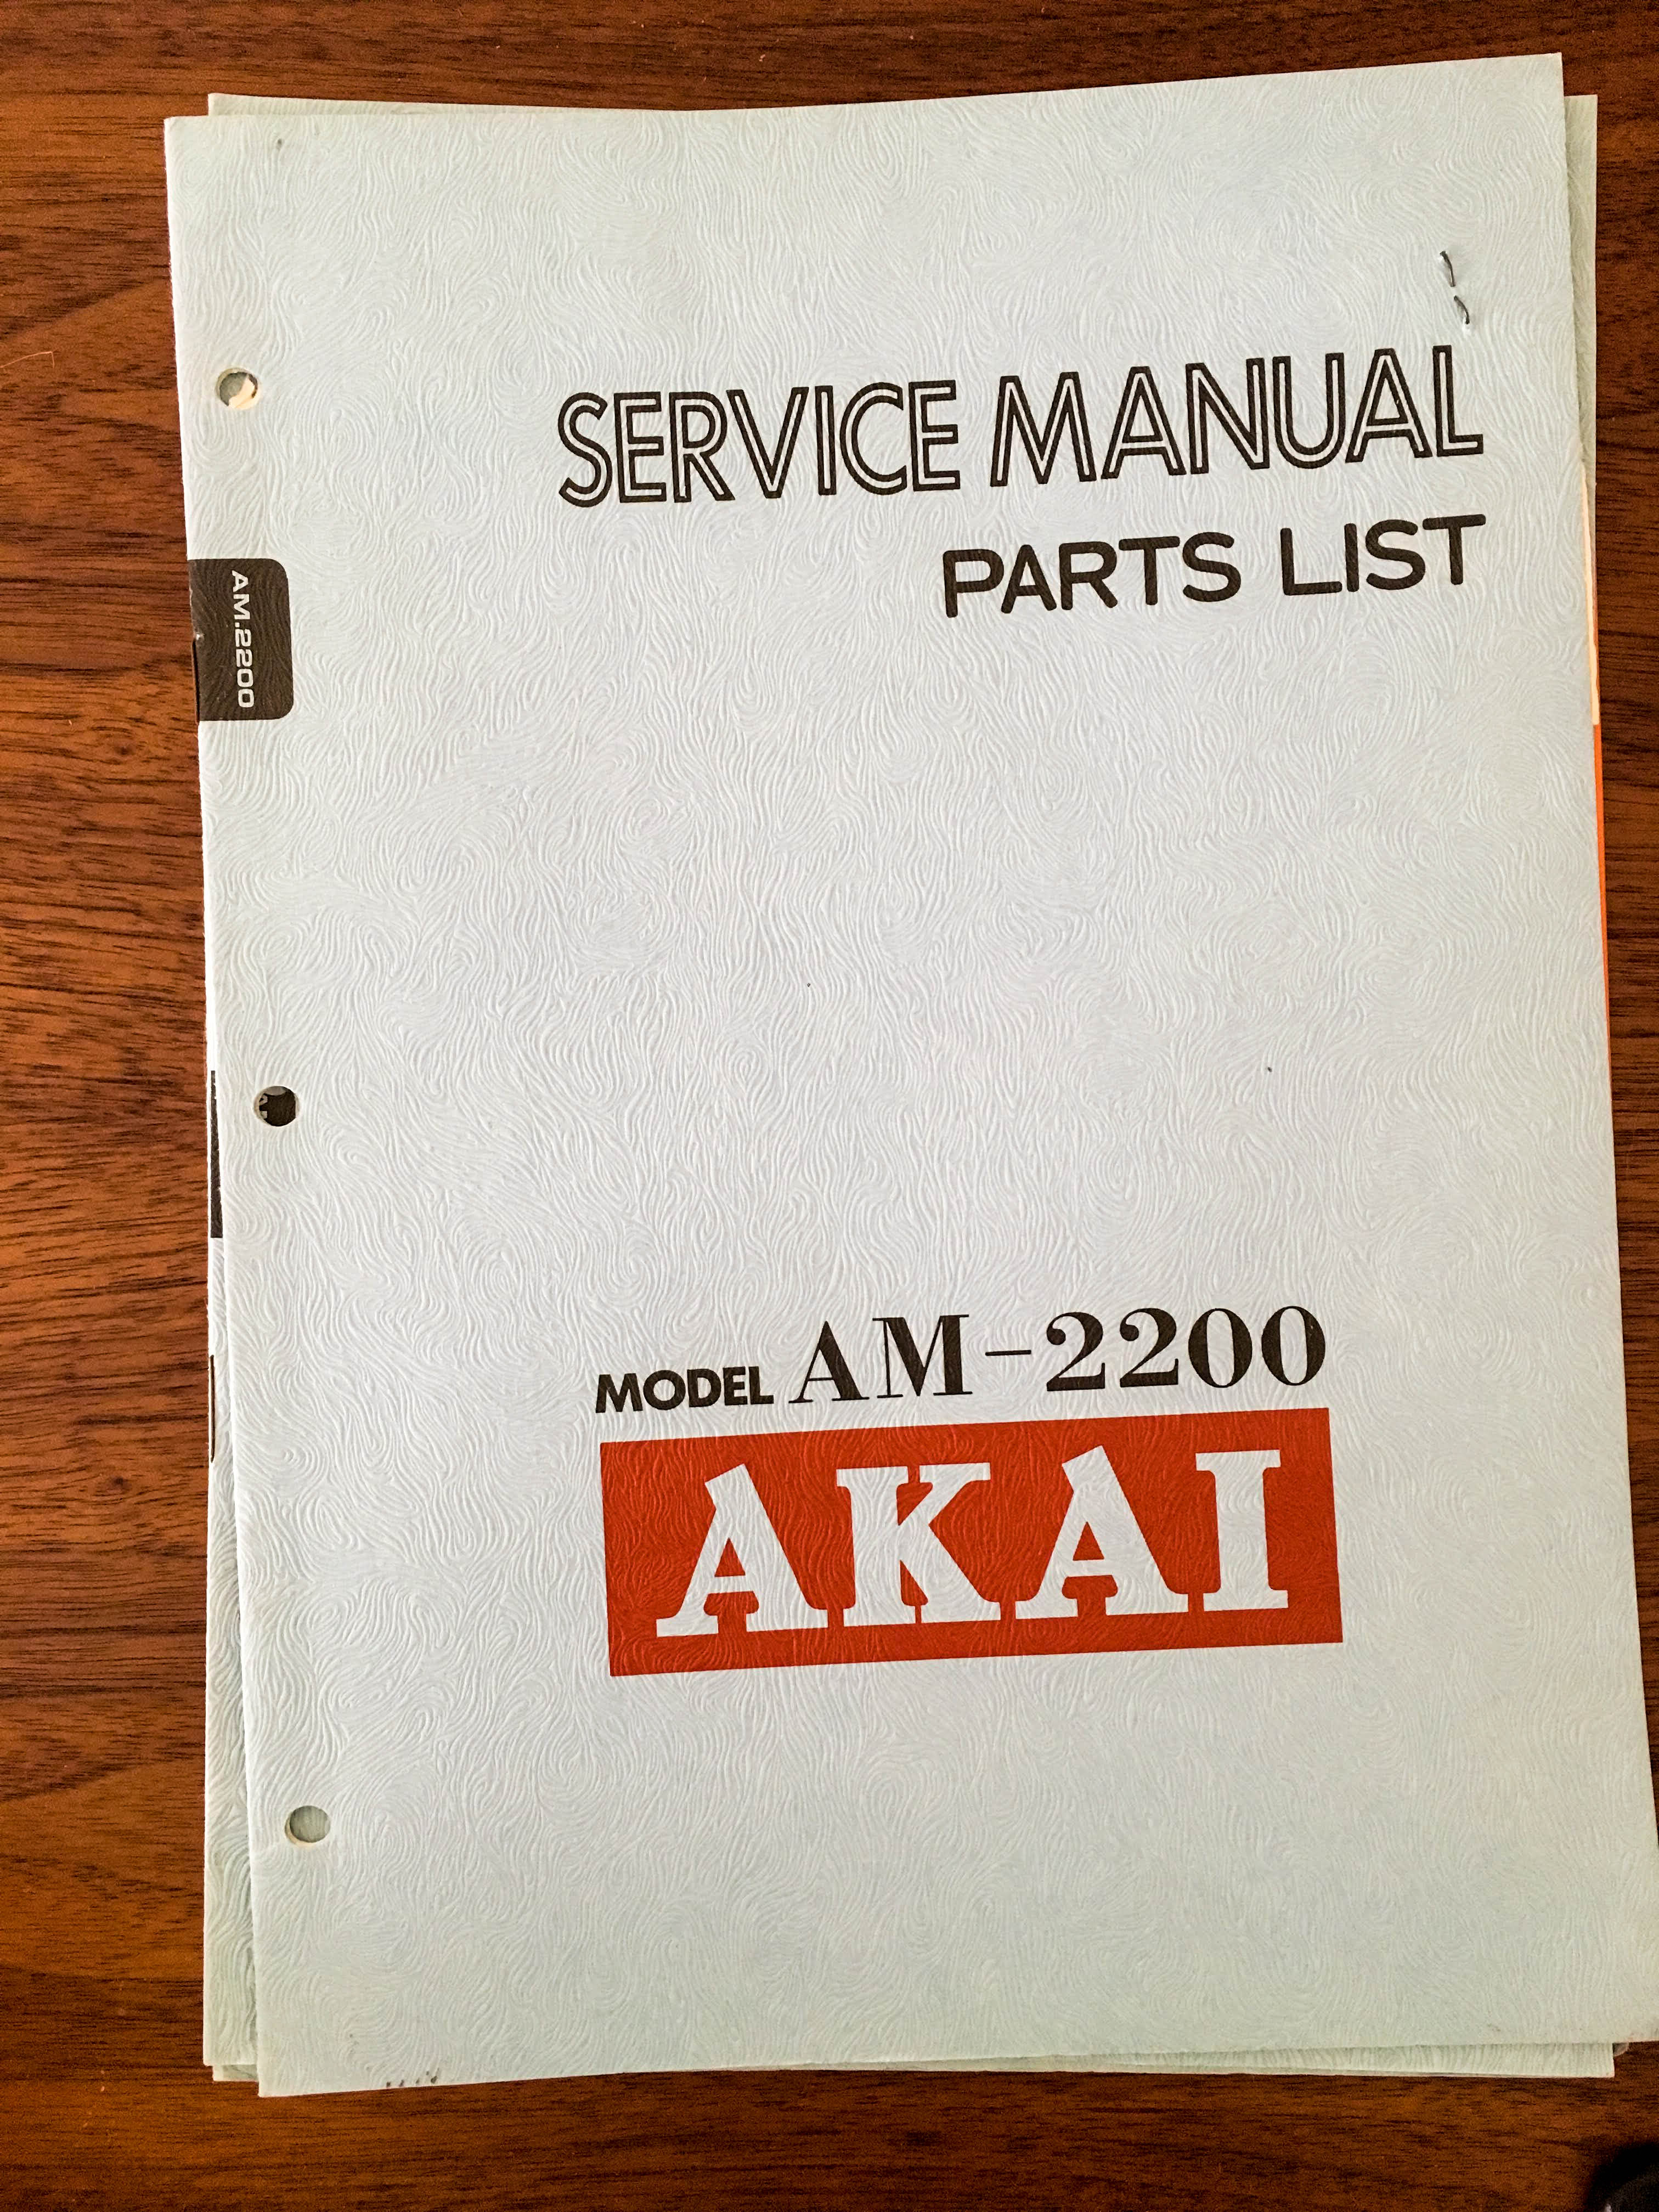 SERVICE MANUAL
PARTS LIST
AM.2200
MODEL AM-2200
AKAI